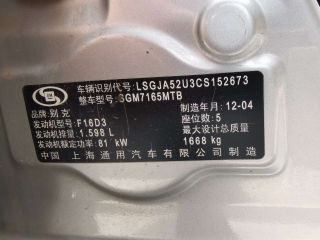 车辆识别代号:LSGJA52U3CS152673
整车型号:SGM7165MTB
品牌:别克 制造年月:12-04
发动机型号:F16D3 座位数:5
发动机排量:1.598 L 最大设计总质量:
发动机额定功率:81 kW 1668 kg
中国 上海通用汽车有限公司 制造